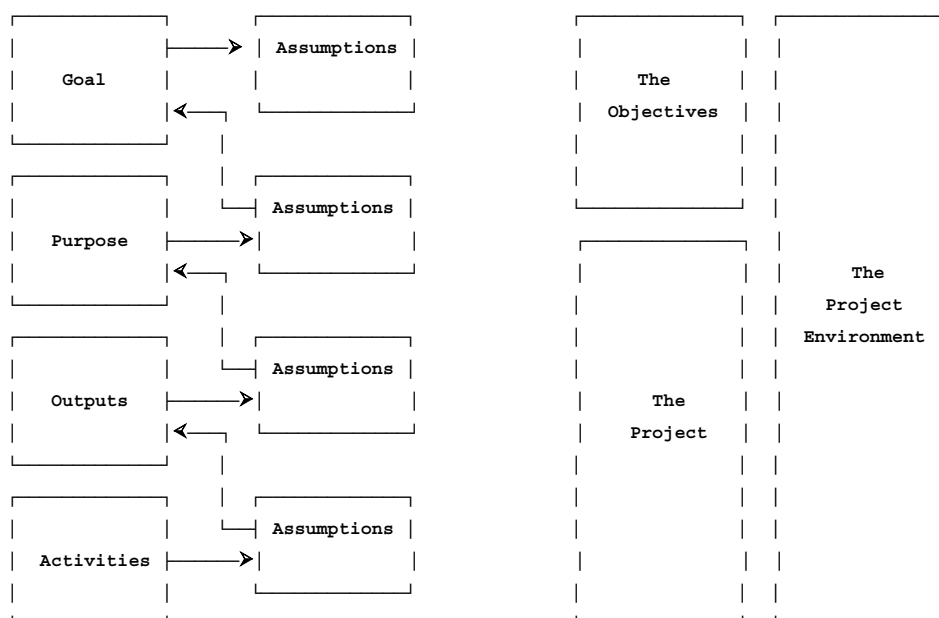 Goal
Assumptions
Purpose
Assumptions
Outputs
Assumptions
Activities
Assumptions
The
Objectives
The
Project
The
Project
Environment